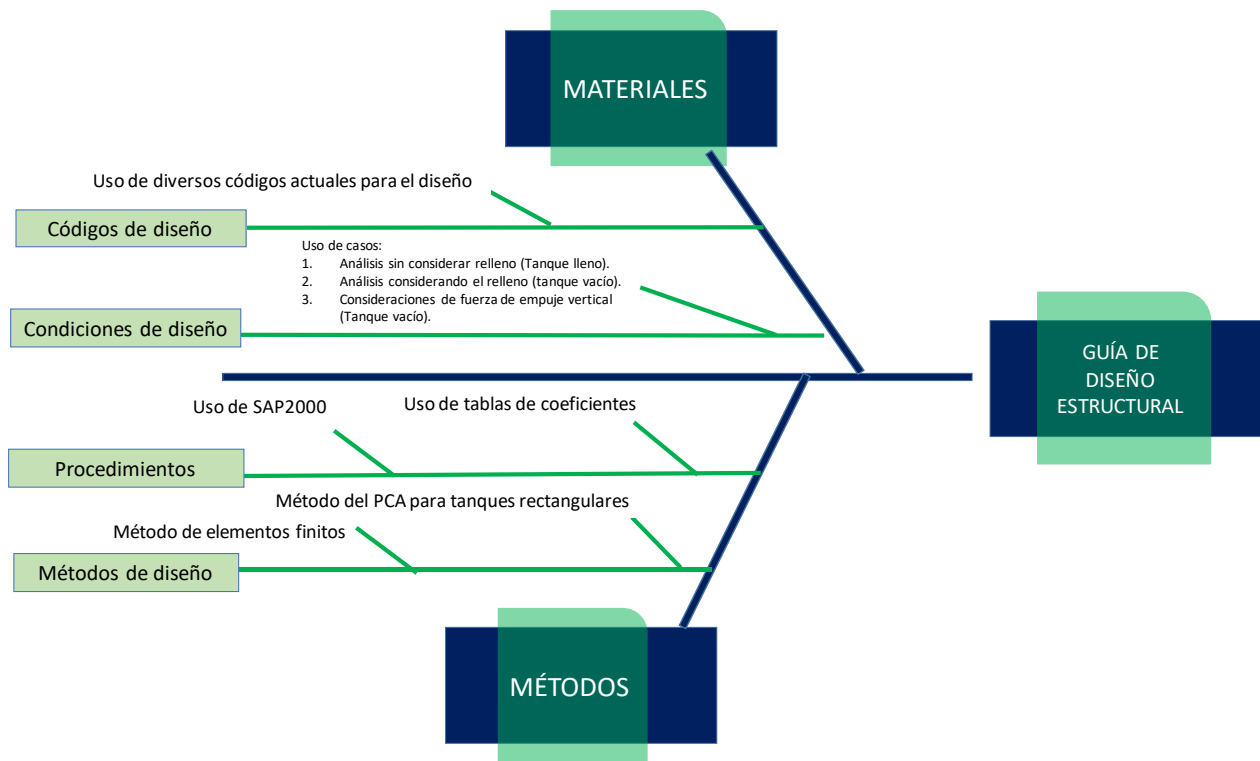 MATERIALES
Uso de diversos códigos actuales para el diseño
Códigos de diseño
Uso de casos:
1. Análisis sin considerar relleno (Tanque lleno).
2. Análisis considerando el relleno (tanque vacío).
3. Consideraciones de fuerza de empuje vertical
(Tanque vacío).
Condiciones de diseño
GUÍA DE
DISEÑO
ESTRUCTURAL
Uso de SAP2000
Uso de tablas de coeficientes
Procedimientos
Método del PCA para tanques rectangulares
Método de elementos finitos
Métodos de diseño
MÉTODOS